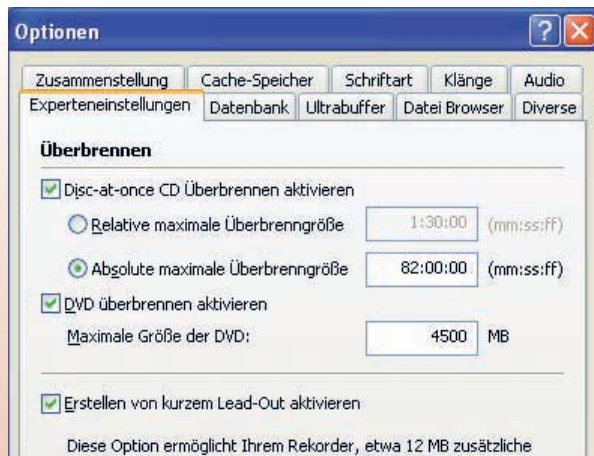 Optionen
Zusammenstellung Cache-Speicher Schriftart Klänge Audio
Experteneinstellungen Datenbank Ultrabuffer Datei Browser Diverse
Überbrennen
Disc-at-once CD Überbrennen aktivieren
Relative maximale Überbrenngröße 1:30:00 (mm:ss:ff)
Absolute maximale Überbrenngröße 82:00:00 (mm:ss:ff)
DVD überbrennen aktivieren
Maximale Größe der DVD: 4500 MB
Erstellen von kurzem Lead-Out aktivieren
Diese Option ermöglicht Ihrem Rekorder, etwa 12 MB zusätzliche